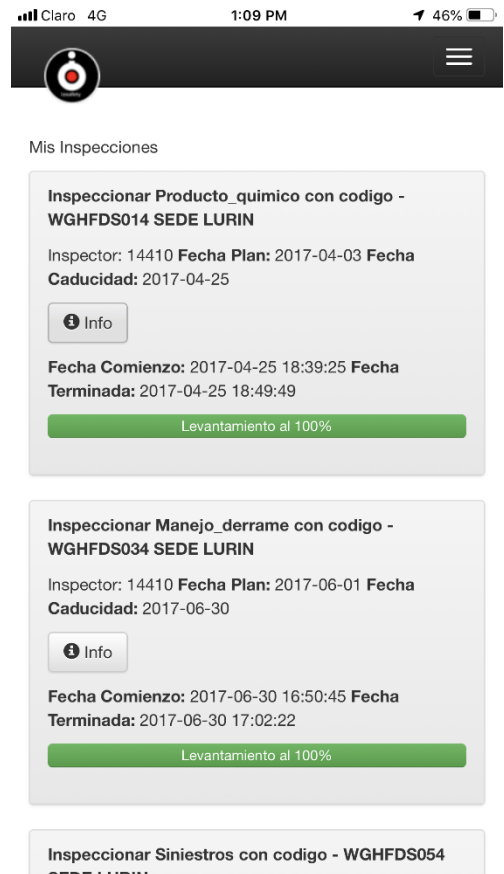 Claro 4G 1:09 PM 46%
Mis Inspecciones
Inspeccionar Producto_quimico con codigo -
WGHFDS014 SEDE LURIN
Inspector: 14410 Fecha Plan: 2017-04-03 Fecha
Caducidad: 2017-04-25
Info
Fecha Comienzo: 2017-04-25 18:39:25 Fecha
Terminada: 2017-04-25 18:49:49
Levantamiento al 100%
Inspeccionar Manejo_derrame con codigo -
WGHFDS034 SEDE LURIN
Inspector: 14410 Fecha Plan: 2017-06-01 Fecha
Caducidad: 2017-06-30
Info
Fecha Comienzo: 2017-06-30 16:50:45 Fecha
Terminada: 2017-06-30 17:02:22
Levantamiento al 100%
Inspeccionar Siniestros con codigo - WGHFDS054
SEDE LURIN